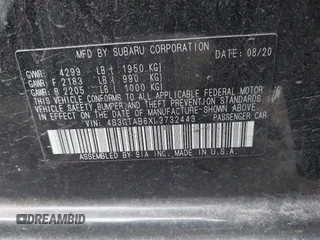 MFD BY SUBARU CORPORATION
DATE: 08/20
GVWR: 4299 LB ( 1950 KG)
GAWR: F 2183 LB ( 990 KG)
GAWR: R 2205 LB ( 1000 KG)
THIS VEHICLE CONFORMS TO ALL APPLICABLE FEDERAL MOTOR
VEHICLE SAFETY, BUMPER, AND THEFT PREVENTION STANDARDS
IN EFFECT ON THE DATE OF MANUFACTURE SHOWN ABOVE.
VIN: 4S3GTAB6XL3732443
PASSENGER CAR
ASSEMBLED BY SIA INC. MADE IN U.S.A.
DREAMBID